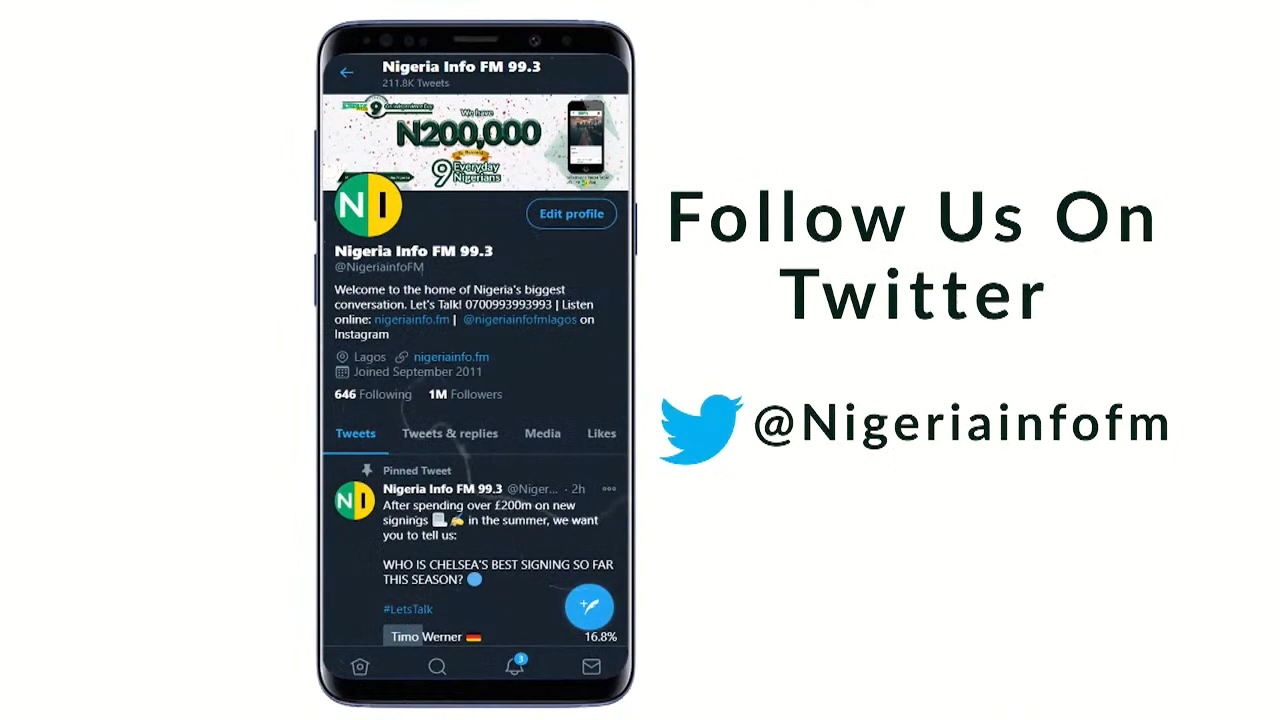 Nigeria Info FM 99.3
211.8K Tweets
We have
N200,000
9 Everyday
Nigerians
NI
Edit profile
Nigeria Info FM 99.3
@NigeriainfoFM
Welcome to the home of Nigeria's biggest
conversation. Let's Talk! 0700993993993 | Listen
online: nigeriainfo.fm | @nigeriainfofmlagos on
Instagram
Lagos nigeriainfo.fm
Joined September 2011
646 Following 1M Followers
Tweets Tweets & replies Media Likes
Pinned Tweet
NI
Nigeria Info FM 99.3 @Niger... · 2h
After spending over £200m on new
signings 📃✍ in the summer, we want
you to tell us:
WHO IS CHELSEA'S BEST SIGNING SO FAR
THIS SEASON? 🔵
#LetsTalk
Timo Werner 🇩🇪 16.8%
3
Follow Us On
Twitter
@Nigeriainfofm